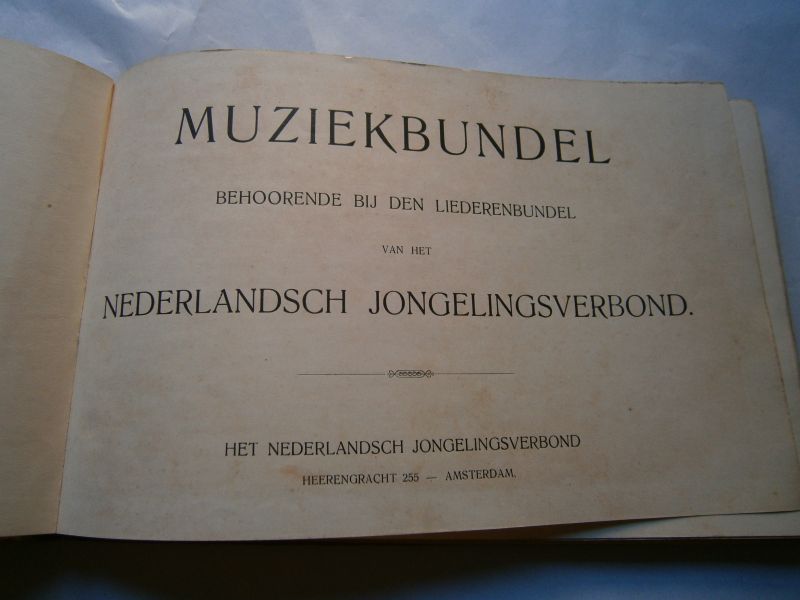 MUZIEKBUNDEL
BEHOORENDE BIJ DEN LIEDERENBUNDEL
VAN HET
NEDERLANDSCH JONGELINGSVERBOND.
HET NEDERLANDSCH JONGELINGSVERBOND
HEERENGRACHT 255 — AMSTERDAM.